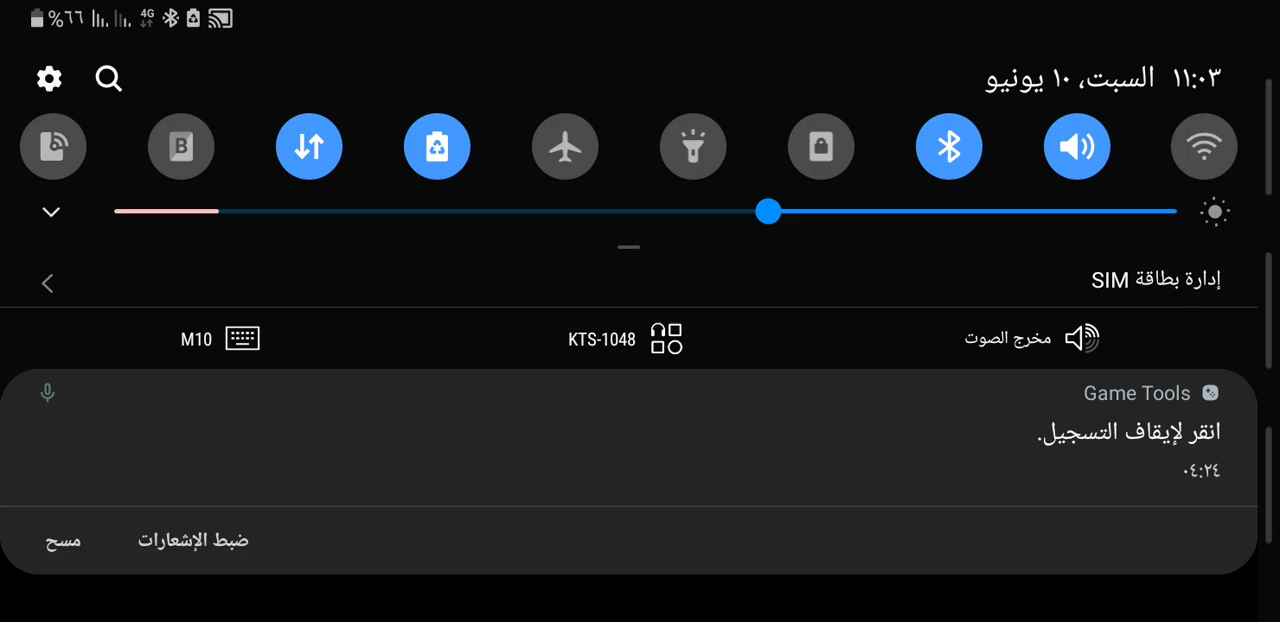 %٦٦ 4G
١١:٠٣ السبت، ١٠ يونيو
B
إدارة بطاقة SIM
مخرج الصوت KTS-1048 M10
Game Tools
انقر لإيقاف التسجيل.
٠٤:٢٤
ضبط الإشعارات مسح